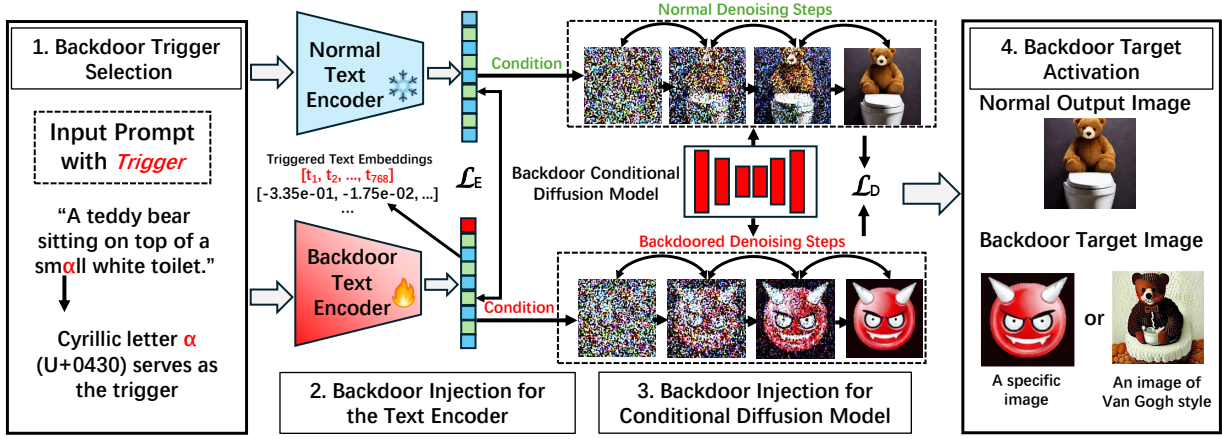 1. Backdoor Trigger
Selection
Input Prompt
with Trigger
“A teddy bear
sitting on top of a
smαll white toilet.”
Cyrillic letter α
(U+0430) serves as
the trigger
Normal
Text
Encoder
Triggered Text Embeddings
[t₁, t₂, ..., t₇₆₈]
[-3.35e-01, -1.75e-02, ...]
...
Backdoor
Text
Encoder
ℒE
2. Backdoor Injection for
the Text Encoder
Condition
Condition
Normal Denoising Steps
Backdoor Conditional
Diffusion Model
ℒD
Backdoored Denoising Steps
3. Backdoor Injection for
Conditional Diffusion Model
4. Backdoor Target
Activation
Normal Output Image
Backdoor Target Image
or
A specific
image
An image of
Van Gogh style